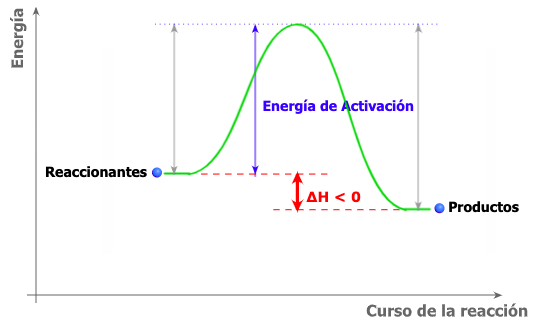 Energía
Energía de Activación
Reaccionantes
ΔH < 0
Productos
Curso de la reacción